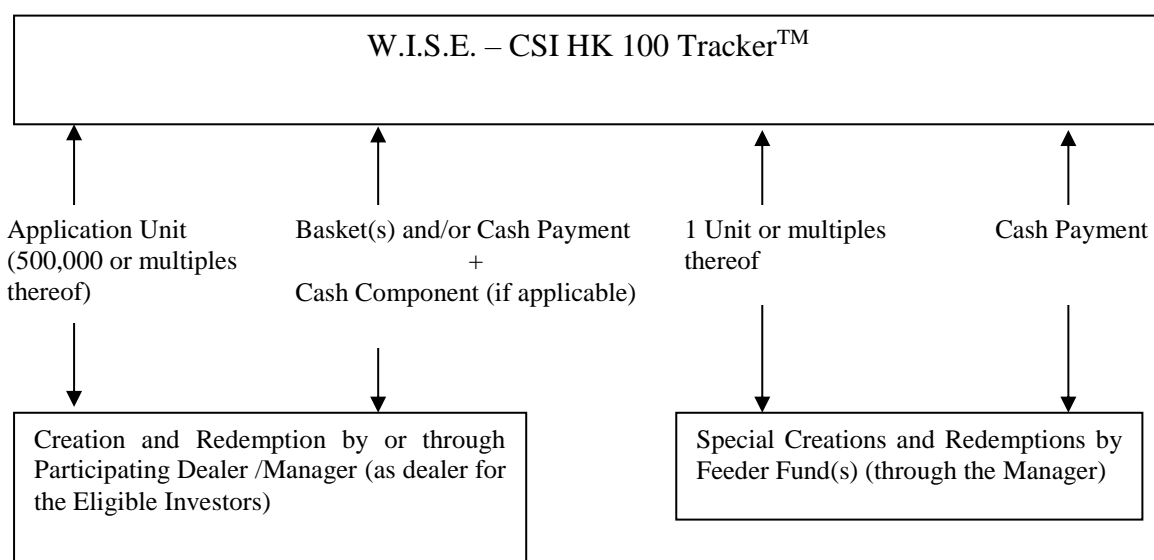 W.I.S.E. – CSI HK 100 Tracker™
Application Unit
(500,000 or multiples
thereof)
Basket(s) and/or Cash Payment
+
Cash Component (if applicable)
1 Unit or multiples
thereof
Cash Payment
Creation and Redemption by or through
Participating Dealer /Manager (as dealer for
the Eligible Investors)
Special Creations and Redemptions by
Feeder Fund(s) (through the Manager)